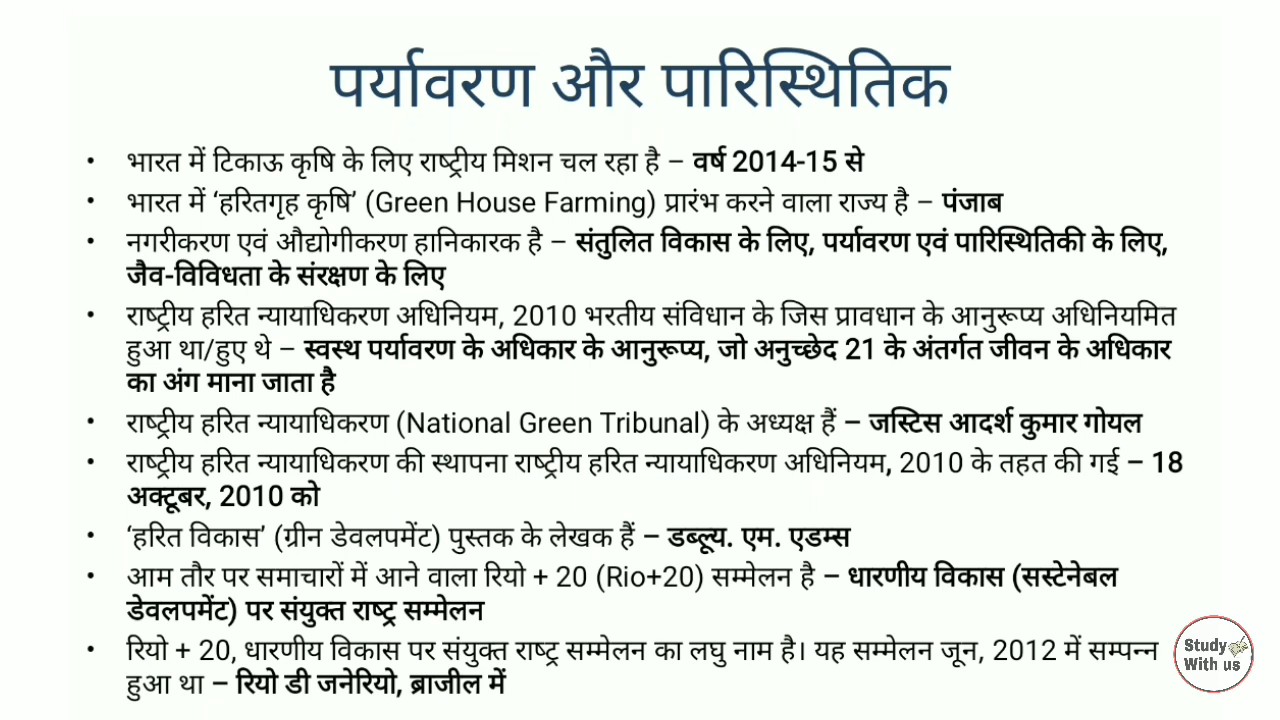 पर्यावरण और पारिस्थितिक
• भारत में टिकाऊ कृषि के लिए राष्ट्रीय मिशन चल रहा है – वर्ष 2014-15 से
• भारत में ‘हरितगृह कृषि’ (Green House Farming) प्रारंभ करने वाला राज्य है – पंजाब
• नगरीकरण एवं औद्योगीकरण हानिकारक है – संतुलित विकास के लिए, पर्यावरण एवं पारिस्थितिकी के लिए,
जैव-विविधता के संरक्षण के लिए
• राष्ट्रीय हरित न्यायाधिकरण अधिनियम, 2010 भरतीय संविधान के जिस प्रावधान के आनुरूप्य अधिनियमित
हुआ था/हुए थे – स्वस्थ पर्यावरण के अधिकार के आनुरूप्य, जो अनुच्छेद 21 के अंतर्गत जीवन के अधिकार
का अंग माना जाता है
• राष्ट्रीय हरित न्यायाधिकरण (National Green Tribunal) के अध्यक्ष हैं – जस्टिस आदर्श कुमार गोयल
• राष्ट्रीय हरित न्यायाधिकरण की स्थापना राष्ट्रीय हरित न्यायाधिकरण अधिनियम, 2010 के तहत की गई – 18
अक्टूबर, 2010 को
• ‘हरित विकास’ (ग्रीन डेवलपमेंट) पुस्तक के लेखक हैं – डब्ल्यू. एम. एडम्स
• आम तौर पर समाचारों में आने वाला रियो + 20 (Rio+20) सम्मेलन है – धारणीय विकास (सस्टेनेबल
डेवलपमेंट) पर संयुक्त राष्ट्र सम्मेलन
• रियो + 20, धारणीय विकास पर संयुक्त राष्ट्र सम्मेलन का लघु नाम है। यह सम्मेलन जून, 2012 में सम्पन्न
हुआ था – रियो डी जनेरियो, ब्राजील में
Study
With us